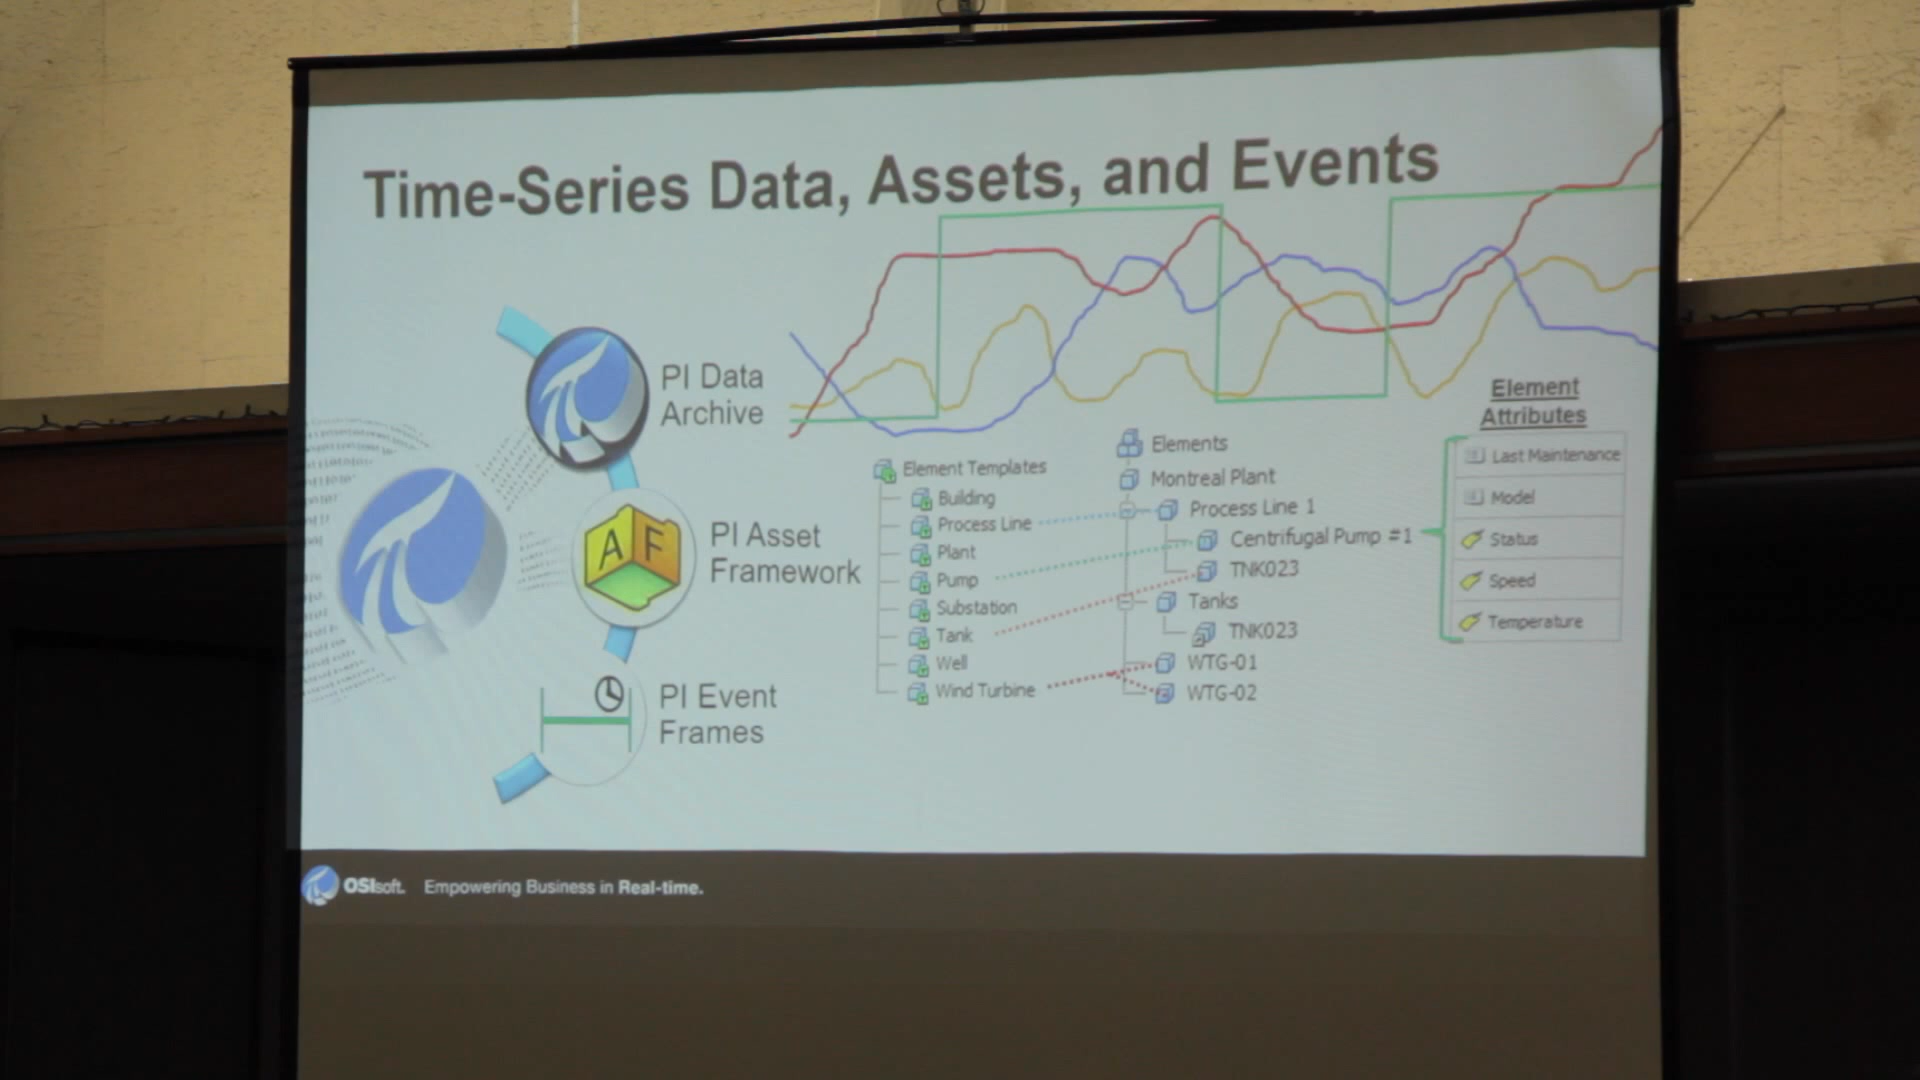 Time-Series Data, Assets, and Events
PI Data
Archive
AF
PI Asset
Framework
PI Event
Frames
Element Templates
Building
Process Line
Plant
Pump
Substation
Tank
Well
Wind Turbine
Elements
Montreal Plant
Process Line 1
Centrifugal Pump #1
TNK023
Tanks
TNK023
WTG-01
WTG-02
Element
Attributes
Last Maintenance
Model
Status
Speed
Temperature
OSIsoft. Empowering Business in Real-time.